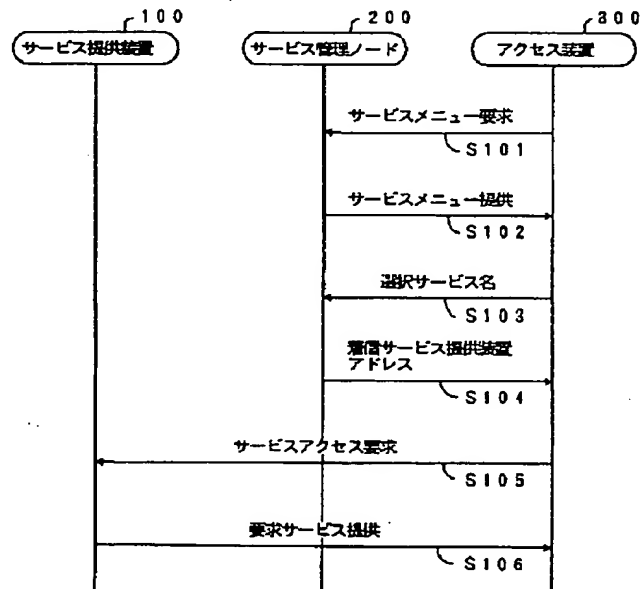 100
200
300
サービス提供装置
サービス管理ノード
アクセス装置
サービスメニュー要求
S101
サービスメニュー提供
S102
選択サービス名
S103
着信サービス提供装置
アドレス
S104
サービスアクセス要求
S105
要求サービス提供
S106